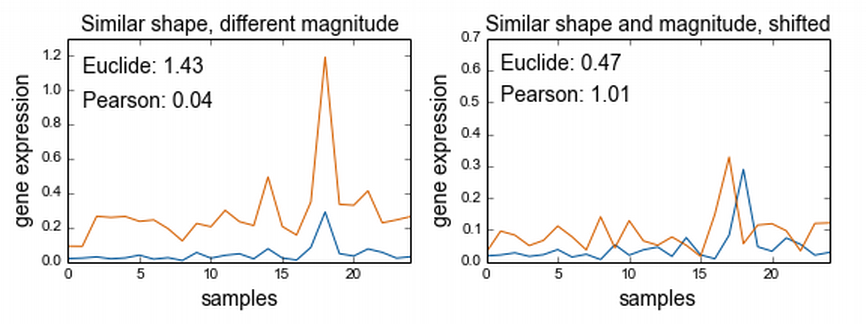 Similar shape, different magnitude
Euclide: 1.43
Pearson: 0.04
1.2
1.0
0.8
0.6
0.4
0.2
0.0
gene expression
0
5
10
15
20
samples
Similar shape and magnitude, shifted
Euclide: 0.47
Pearson: 1.01
0.7
0.6
0.5
0.4
0.3
0.2
0.1
0.0
gene expression
0
5
10
15
20
samples